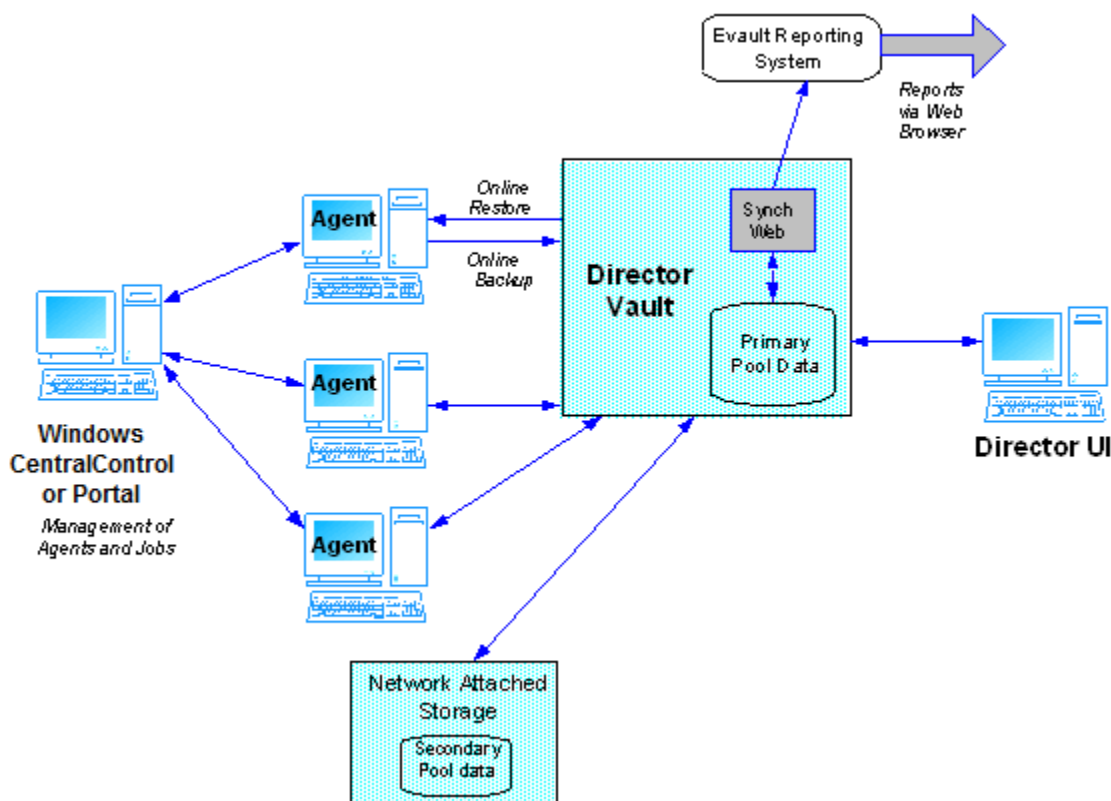 Evault Reporting
System
Reports
via Web
Browser
Online
Restore
Agent
Online
Backup
Synch
Web
Director
Vault
Primary
Pool Data
Agent
Windows
CentralControl
or Portal
Management of
Agents and Jobs
Director UI
Agent
Network Attached
Storage
Secondary
Pool data